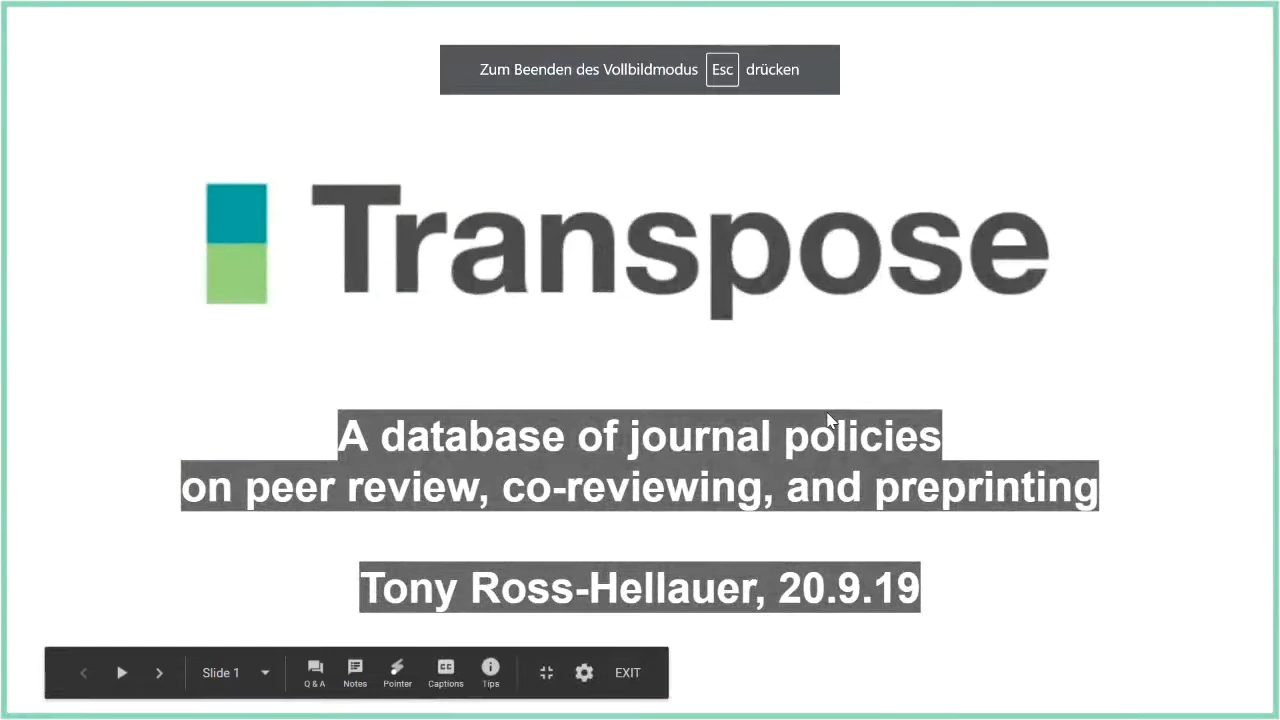 Zum Beenden des Vollbildmodus Esc drücken
Transpose
A database of journal policies
on peer review, co-reviewing, and preprinting
Tony Ross-Hellauer, 20.9.19
Slide 1 Q & A Notes Pointer Captions Tips EXIT